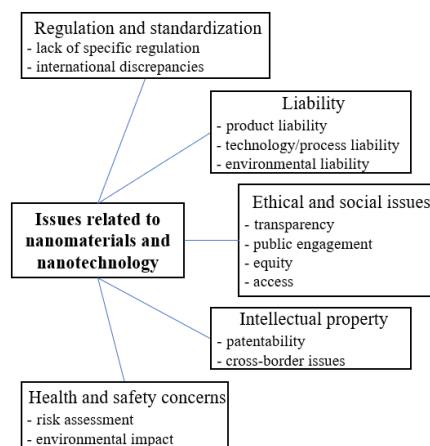 Regulation and standardization
- lack of specific regulation
- international discrepancies
Liability
- product liability
- technology/process liability
- environmental liability
Ethical and social issues
- transparency
- public engagement
- equity
- access
Issues related to
nanomaterials and
nanotechnology
Intellectual property
- patentability
- cross-border issues
Health and safety concerns
- risk assessment
- environmental impact